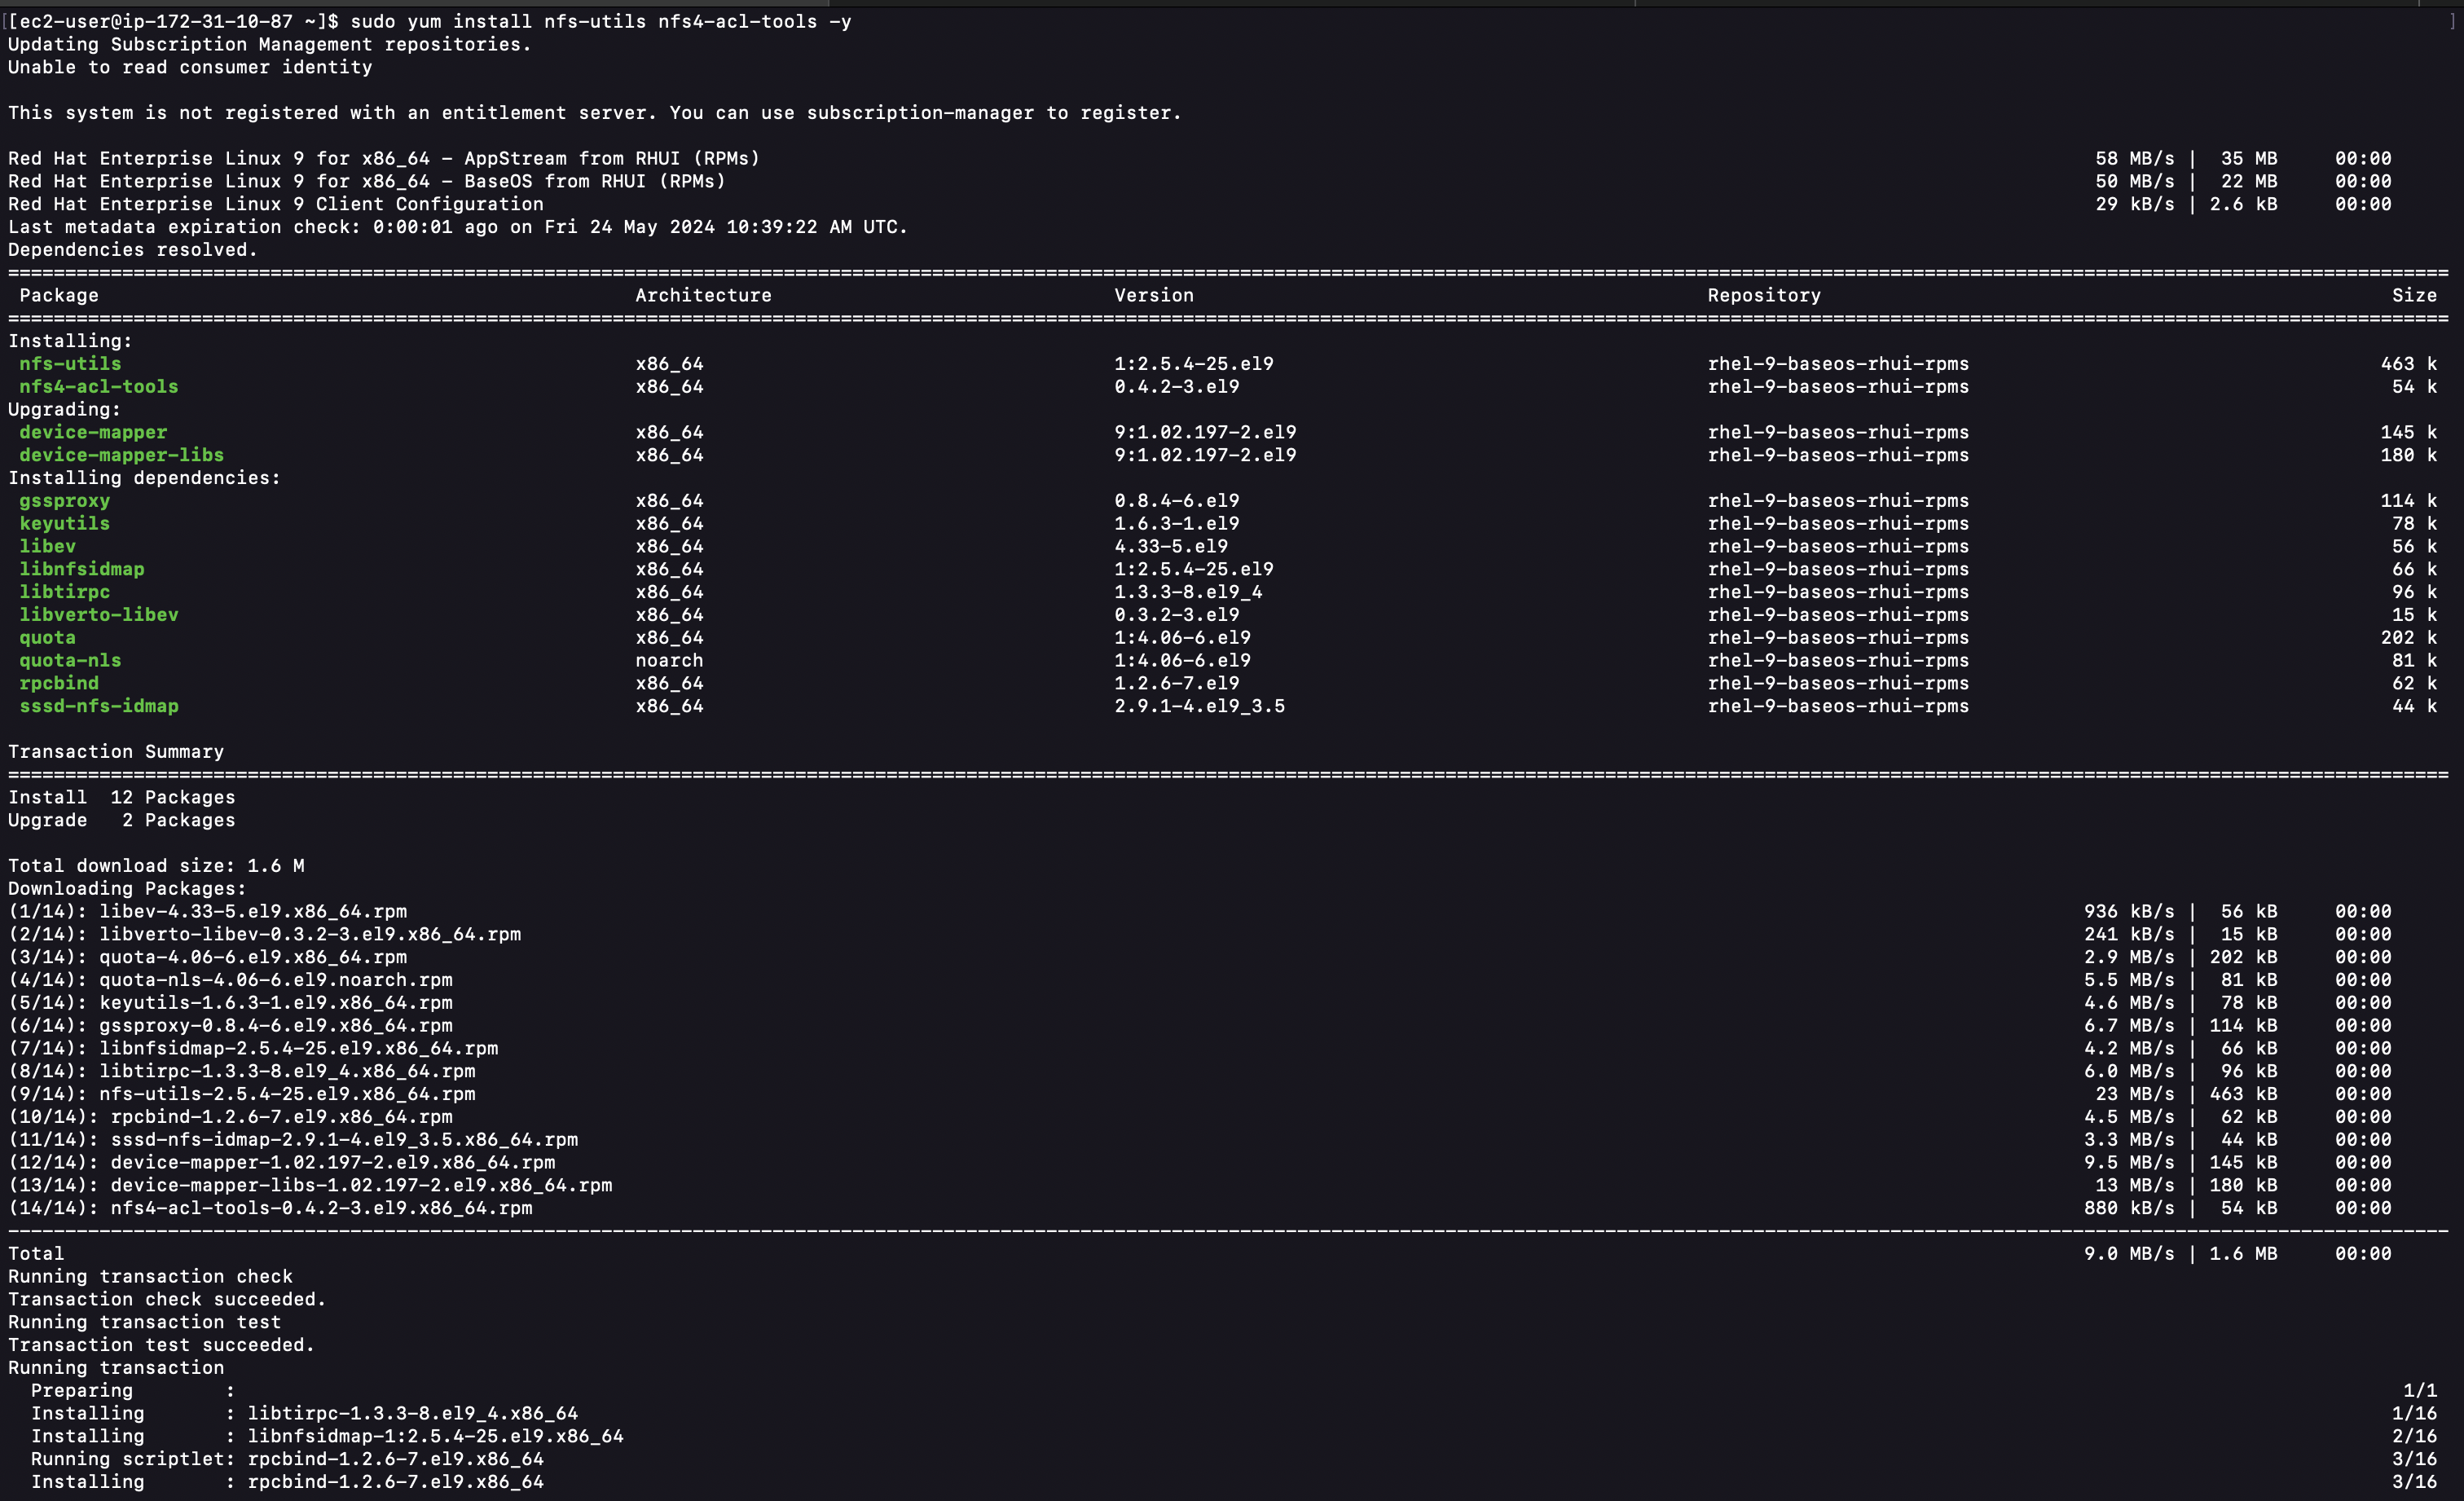 [[ec2-user@ip-172-31-10-87 ~]$ sudo yum install nfs-utils nfs4-acl-tools -y ]
Updating Subscription Management repositories.
Unable to read consumer identity
This system is not registered with an entitlement server. You can use subscription-manager to register.
Red Hat Enterprise Linux 9 for x86_64 - AppStream from RHUI (RPMs) 58 MB/s | 35 MB 00:00
Red Hat Enterprise Linux 9 for x86_64 - BaseOS from RHUI (RPMs) 50 MB/s | 22 MB 00:00
Red Hat Enterprise Linux 9 Client Configuration 29 kB/s | 2.6 kB 00:00
Last metadata expiration check: 0:00:01 ago on Fri 24 May 2024 10:39:22 AM UTC.
Dependencies resolved.
Package Architecture Version Repository Size
Installing:
nfs-utils x86_64 1:2.5.4-25.el9 rhel-9-baseos-rhui-rpms 463 k
nfs4-acl-tools x86_64 0.4.2-3.el9 rhel-9-baseos-rhui-rpms 54 k
Upgrading:
device-mapper x86_64 9:1.02.197-2.el9 rhel-9-baseos-rhui-rpms 145 k
device-mapper-libs x86_64 9:1.02.197-2.el9 rhel-9-baseos-rhui-rpms 180 k
Installing dependencies:
gssproxy x86_64 0.8.4-6.el9 rhel-9-baseos-rhui-rpms 114 k
keyutils x86_64 1.6.3-1.el9 rhel-9-baseos-rhui-rpms 78 k
libev x86_64 4.33-5.el9 rhel-9-baseos-rhui-rpms 56 k
libnfsidmap x86_64 1:2.5.4-25.el9 rhel-9-baseos-rhui-rpms 66 k
libtirpc x86_64 1.3.3-8.el9_4 rhel-9-baseos-rhui-rpms 96 k
libverto-libev x86_64 0.3.2-3.el9 rhel-9-baseos-rhui-rpms 15 k
quota x86_64 1:4.06-6.el9 rhel-9-baseos-rhui-rpms 202 k
quota-nls noarch 1:4.06-6.el9 rhel-9-baseos-rhui-rpms 81 k
rpcbind x86_64 1.2.6-7.el9 rhel-9-baseos-rhui-rpms 62 k
sssd-nfs-idmap x86_64 2.9.1-4.el9_3.5 rhel-9-baseos-rhui-rpms 44 k
Transaction Summary
Install 12 Packages
Upgrade 2 Packages
Total download size: 1.6 M
Downloading Packages:
(1/14): libev-4.33-5.el9.x86_64.rpm 936 kB/s | 56 kB 00:00
(2/14): libverto-libev-0.3.2-3.el9.x86_64.rpm 241 kB/s | 15 kB 00:00
(3/14): quota-4.06-6.el9.x86_64.rpm 2.9 MB/s | 202 kB 00:00
(4/14): quota-nls-4.06-6.el9.noarch.rpm 5.5 MB/s | 81 kB 00:00
(5/14): keyutils-1.6.3-1.el9.x86_64.rpm 4.6 MB/s | 78 kB 00:00
(6/14): gssproxy-0.8.4-6.el9.x86_64.rpm 6.7 MB/s | 114 kB 00:00
(7/14): libnfsidmap-2.5.4-25.el9.x86_64.rpm 4.2 MB/s | 66 kB 00:00
(8/14): libtirpc-1.3.3-8.el9_4.x86_64.rpm 6.0 MB/s | 96 kB 00:00
(9/14): nfs-utils-2.5.4-25.el9.x86_64.rpm 23 MB/s | 463 kB 00:00
(10/14): rpcbind-1.2.6-7.el9.x86_64.rpm 4.5 MB/s | 62 kB 00:00
(11/14): sssd-nfs-idmap-2.9.1-4.el9_3.5.x86_64.rpm 3.3 MB/s | 44 kB 00:00
(12/14): device-mapper-1.02.197-2.el9.x86_64.rpm 9.5 MB/s | 145 kB 00:00
(13/14): device-mapper-libs-1.02.197-2.el9.x86_64.rpm 13 MB/s | 180 kB 00:00
(14/14): nfs4-acl-tools-0.4.2-3.el9.x86_64.rpm 880 kB/s | 54 kB 00:00
Total 9.0 MB/s | 1.6 MB 00:00
Running transaction check
Transaction check succeeded.
Running transaction test
Transaction test succeeded.
Running transaction
Preparing : 1/1
Installing : libtirpc-1.3.3-8.el9_4.x86_64 1/16
Installing : libnfsidmap-1:2.5.4-25.el9.x86_64 2/16
Running scriptlet: rpcbind-1.2.6-7.el9.x86_64 3/16
Installing : rpcbind-1.2.6-7.el9.x86_64 3/16